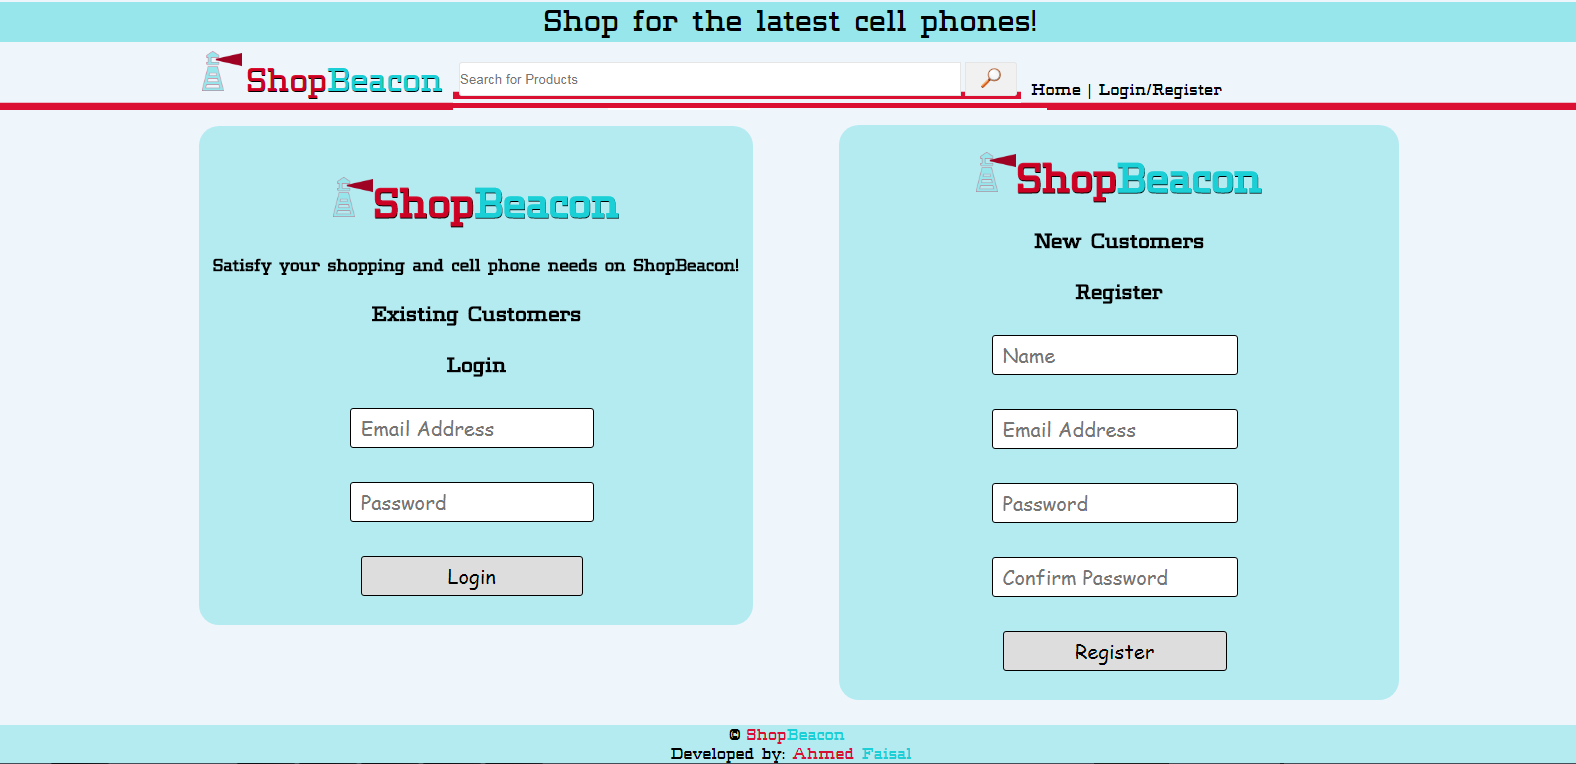 Shop for the latest cell phones!
ShopBeacon
Search for Products
Home | Login/Register
ShopBeacon
Satisfy your shopping and cell phone needs on ShopBeacon!
Existing Customers
Login
Email Address
Password
Login
ShopBeacon
New Customers
Register
Name
Email Address
Password
Confirm Password
Register
© ShopBeacon
Developed by: Ahmed Faisal